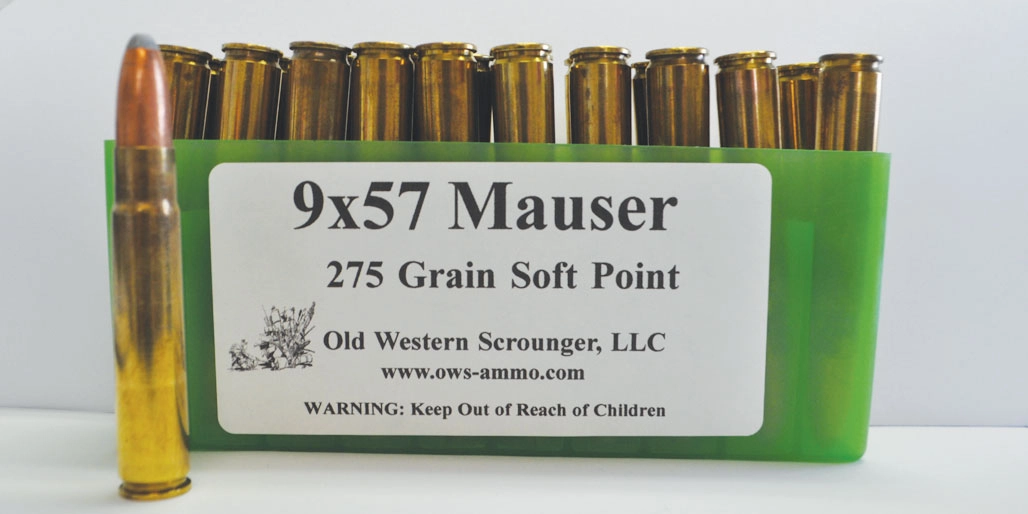 9x57 Mauser
275 Grain Soft Point
Old Western Scrounger, LLC
www.ows-ammo.com
WARNING: Keep Out of Reach of Children